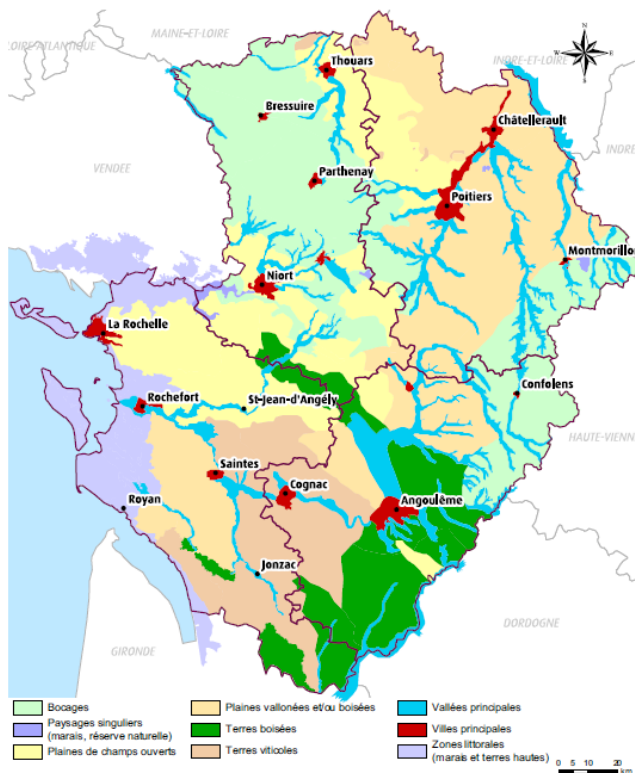 MAINE-ET-LOIRE
LOIRE-ATLANTIQUE
INDRE-ET-LOIRE
N
W
E
S
Thouars
Bressuire
Châtellerault
INDRE
VENDEE
Parthenay
Poitiers
Montmorillon
Niort
La Rochelle
Confolens
Rochefort
St-Jean-d'Angély
HAUTE-VIENNE
Saintes
Cognac
Angoulême
Royan
Jonzac
DORDOGNE
GIRONDE
Bocages
Paysages singuliers
(marais, réserve naturelle)
Plaines de champs ouverts
Plaines vallonées et/ou boisées
Terres boisées
Terres viticoles
Vallées principales
Villes principales
Zones littorales
(marais et terres hautes)
0 5 10 20
km